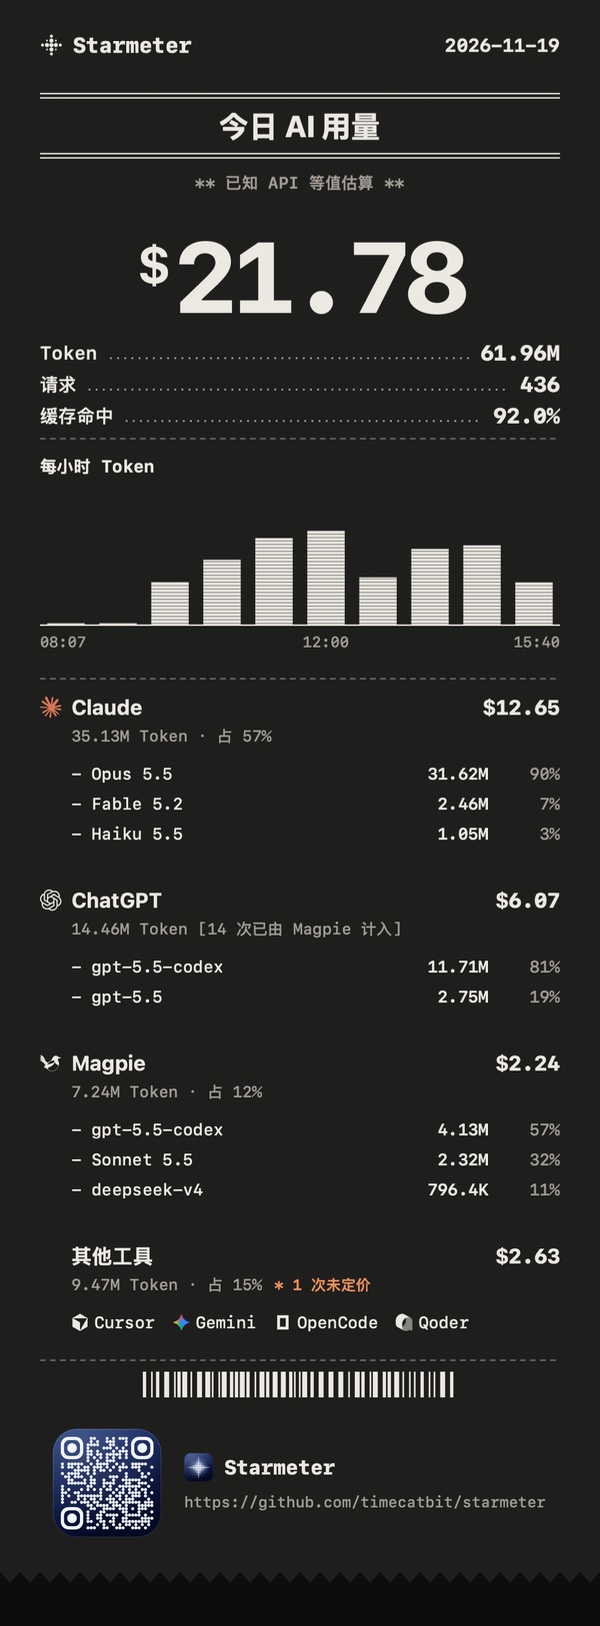 Starmeter 2026-11-19
今日 AI 用量
** 已知 API 等值估算 **
$21.78
Token 61.96M
请求 436
缓存命中 92.0%
每小时 Token
08:07 12:00 15:40
Claude $12.65
35.13M Token · 占 57%
- Opus 5.5 31.62M 90%
- Fable 5.2 2.46M 7%
- Haiku 5.5 1.05M 3%
ChatGPT $6.07
14.46M Token [14 次已由 Magpie 计入]
- gpt-5.5-codex 11.71M 81%
- gpt-5.5 2.75M 19%
Magpie $2.24
7.24M Token · 占 12%
- gpt-5.5-codex 4.13M 57%
- Sonnet 5.5 2.32M 32%
- deepseek-v4 796.4K 11%
其他工具 $2.63
9.47M Token · 占 15% * 1 次未定价
Cursor Gemini OpenCode Qoder
Starmeter
https://github.com/timecatbit/starmeter